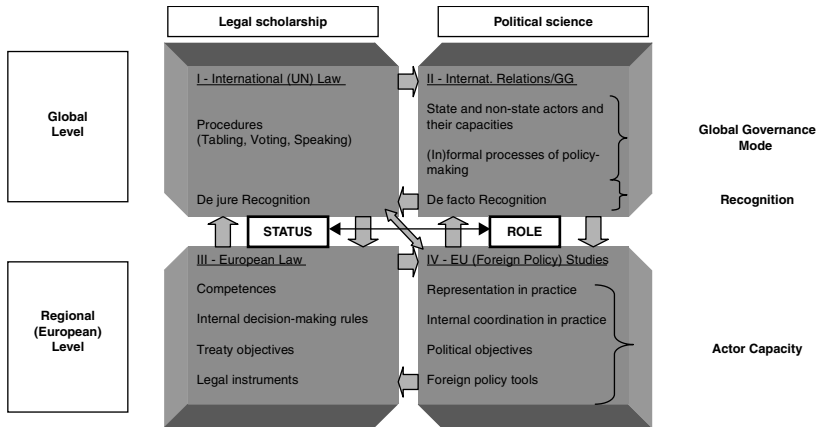 Legal scholarship
Political science
Global
Level
I - International (UN) Law
Procedures
(Tabling, Voting, Speaking)
De jure Recognition
II - Internat. Relations/GG
State and non-state actors and
their capacities
(In)formal processes of policy-
making
De facto Recognition
Global Governance
Mode
Recognition
STATUS
ROLE
Regional
(European)
Level
III - European Law
Competences
Internal decision-making rules
Treaty objectives
Legal instruments
IV - EU (Foreign Policy) Studies
Representation in practice
Internal coordination in practice
Political objectives
Foreign policy tools
Actor Capacity